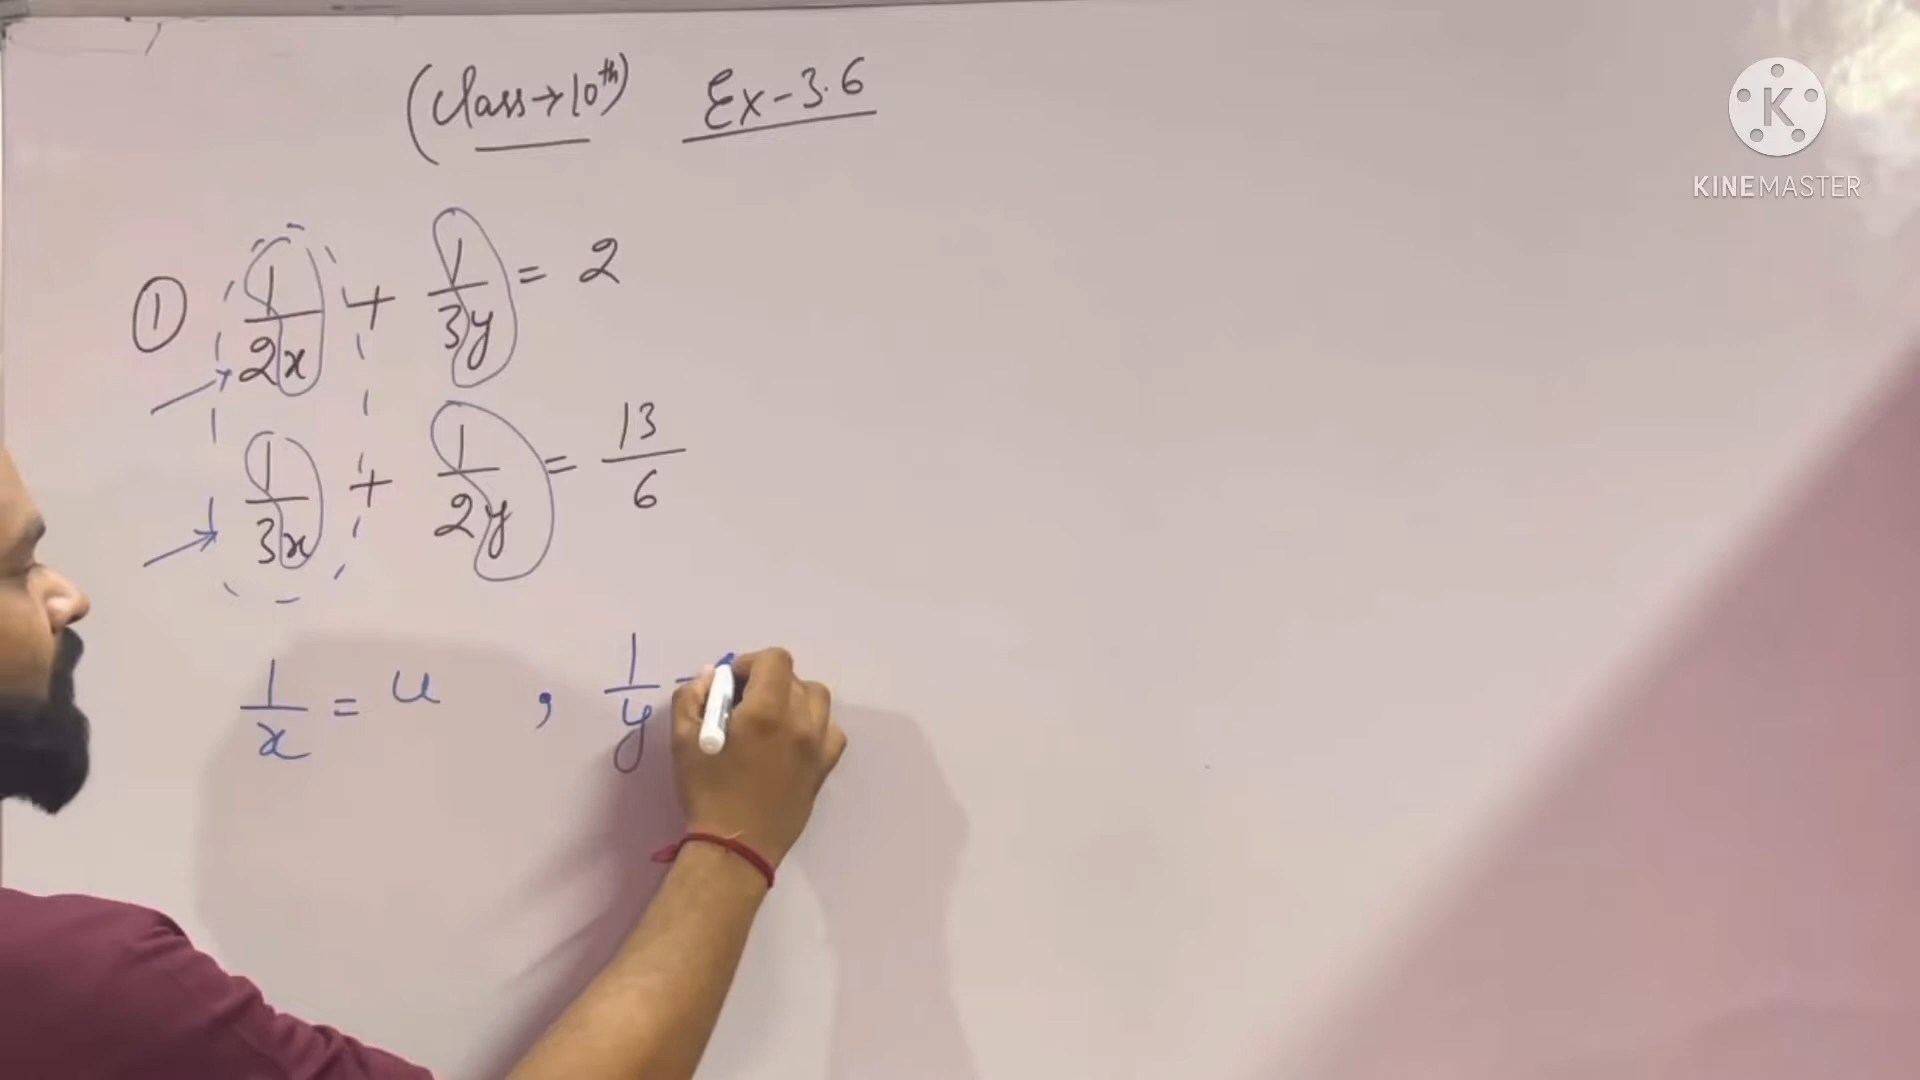 (Class→10th) Ex-3.6
K
KINEMASTER
① 1/2x + 1/3y = 2
1/3x + 1/2y = 13/6
1/x = u , 1/y =